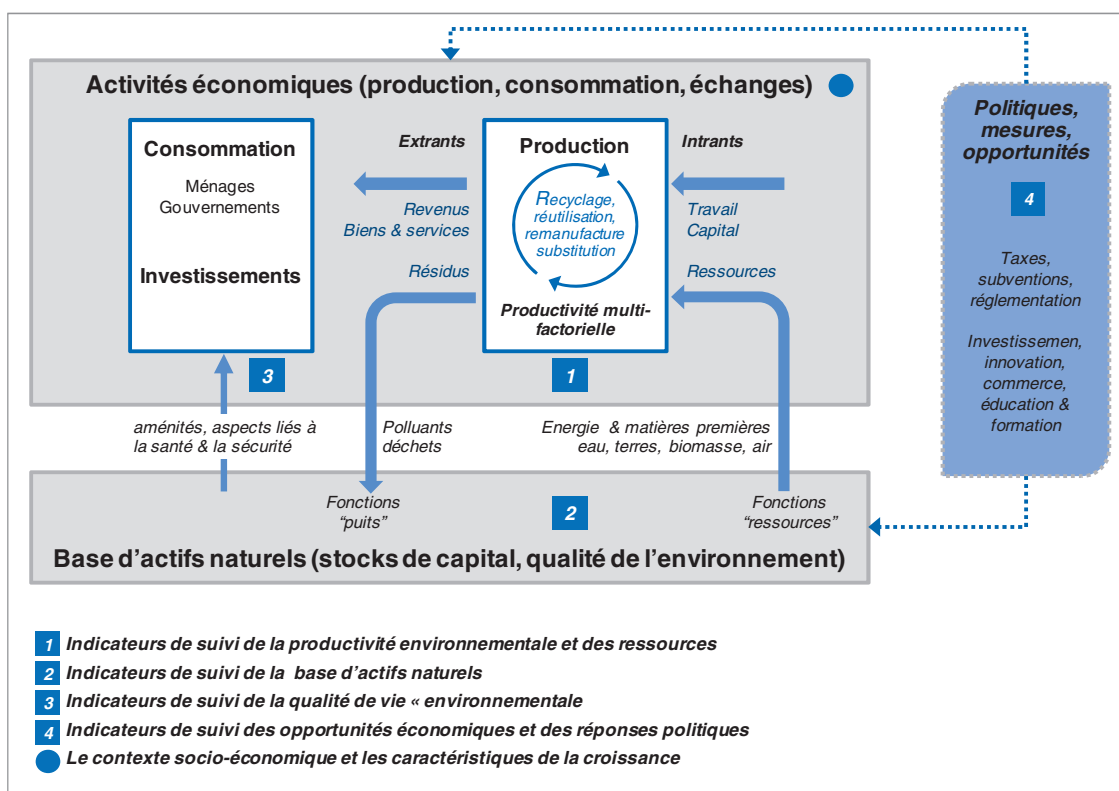 Activités économiques (production, consommation, échanges)
Consommation
Ménages
Gouvernements
Investissements
3
Extrants
Revenus
Biens & services
Résidus
Production
Recyclage,
réutilisation,
remanufacture
substitution
Productivité multi-
factorielle
1
Intrants
Travail
Capital
Ressources
Politiques,
mesures,
opportunités
4
Taxes,
subventions,
réglementation
Investissemen,
innovation,
commerce,
éducation &
formation
aménités, aspects liés à
la santé & la sécurité
Polluants
déchets
Energie & matières premières
eau, terres, biomasse, air
Fonctions
“puits”
2
Fonctions
“ressources”
Base d’actifs naturels (stocks de capital, qualité de l’environnement)
1 Indicateurs de suivi de la productivité environnementale et des ressources
2 Indicateurs de suivi de la base d’actifs naturels
3 Indicateurs de suivi de la qualité de vie « environnementale
4 Indicateurs de suivi des opportunités économiques et des réponses politiques
Le contexte socio-économique et les caractéristiques de la croissance